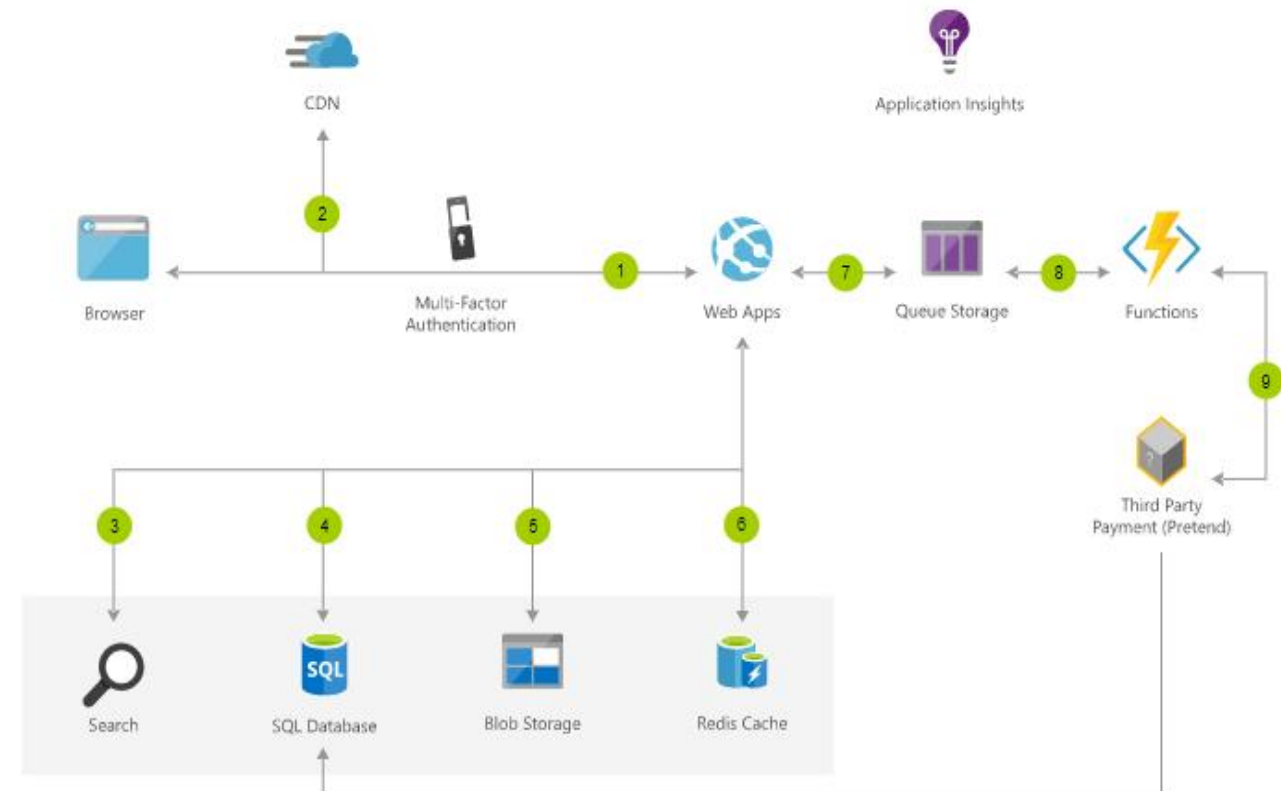 CDN
Application Insights
2
Browser
Multi-Factor
Authentication
1
Web Apps
7
Queue Storage
8
Functions
9
?
Third Party
Payment (Pretend)
3
4
5
6
Search
SQL
SQL Database
Blob Storage
Redis Cache